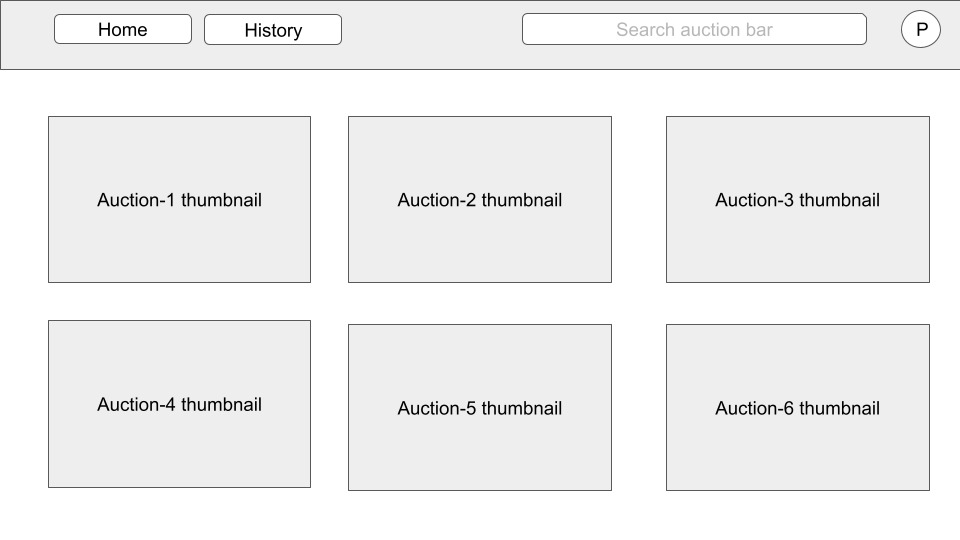 Home
History
Search auction bar
P
Auction-1 thumbnail
Auction-2 thumbnail
Auction-3 thumbnail
Auction-4 thumbnail
Auction-5 thumbnail
Auction-6 thumbnail